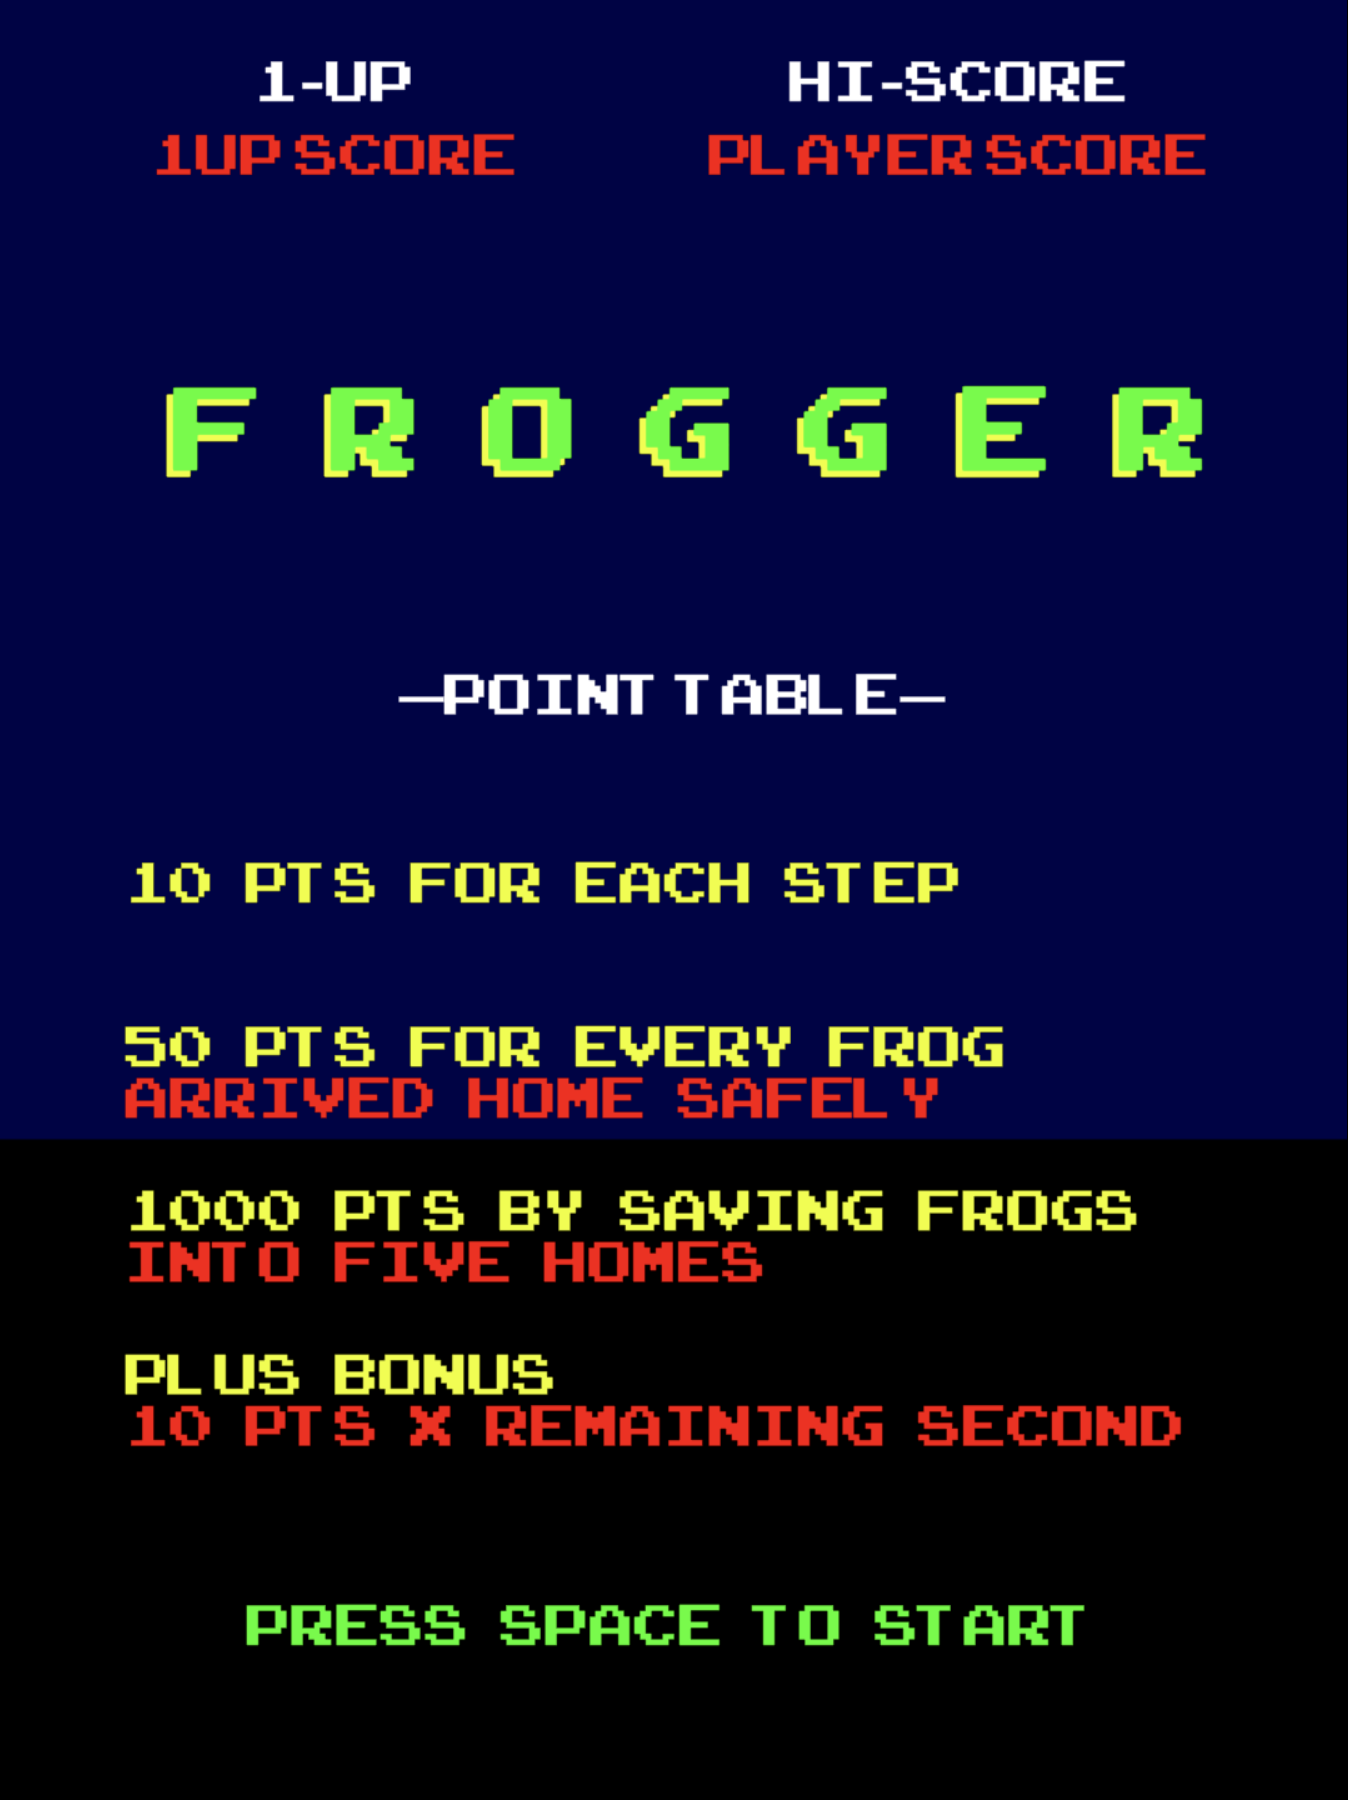 1-UP HI-SCORE
1UP SCORE PLAYER SCORE
FROGGER
—POINT TABLE—
10 PTS FOR EACH STEP
50 PTS FOR EVERY FROG
ARRIVED HOME SAFELY
1000 PTS BY SAVING FROGS
INTO FIVE HOMES
PLUS BONUS
10 PTS X REMAINING SECOND
PRESS SPACE TO START